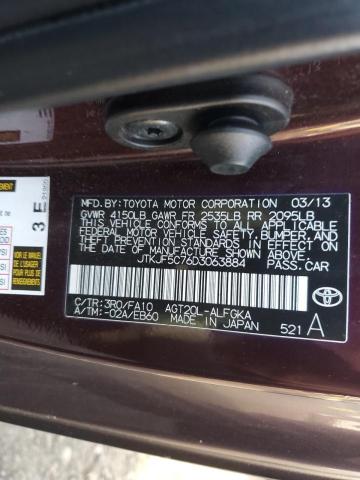 MFD. BY: TOYOTA MOTOR CORPORATION 03/13
GVWR 4150LB GAWR FR 2535LB RR 2095LB
THIS VEHICLE CONFORMS TO ALL APPLICABLE
FEDERAL MOTOR VEHICLE SAFETY, BUMPER, AND
THEFT PREVENTION STANDARDS IN EFFECT ON
THE DATE OF MANUFACTURE SHOWN ABOVE.
JTKJF5C76D3063884 PASS.CAR
C/TR:3R0/FA10 AGT20L-ALFGKA
A/TM:-02A/EB60 MADE IN JAPAN
521 A
TOYOTA
3 E